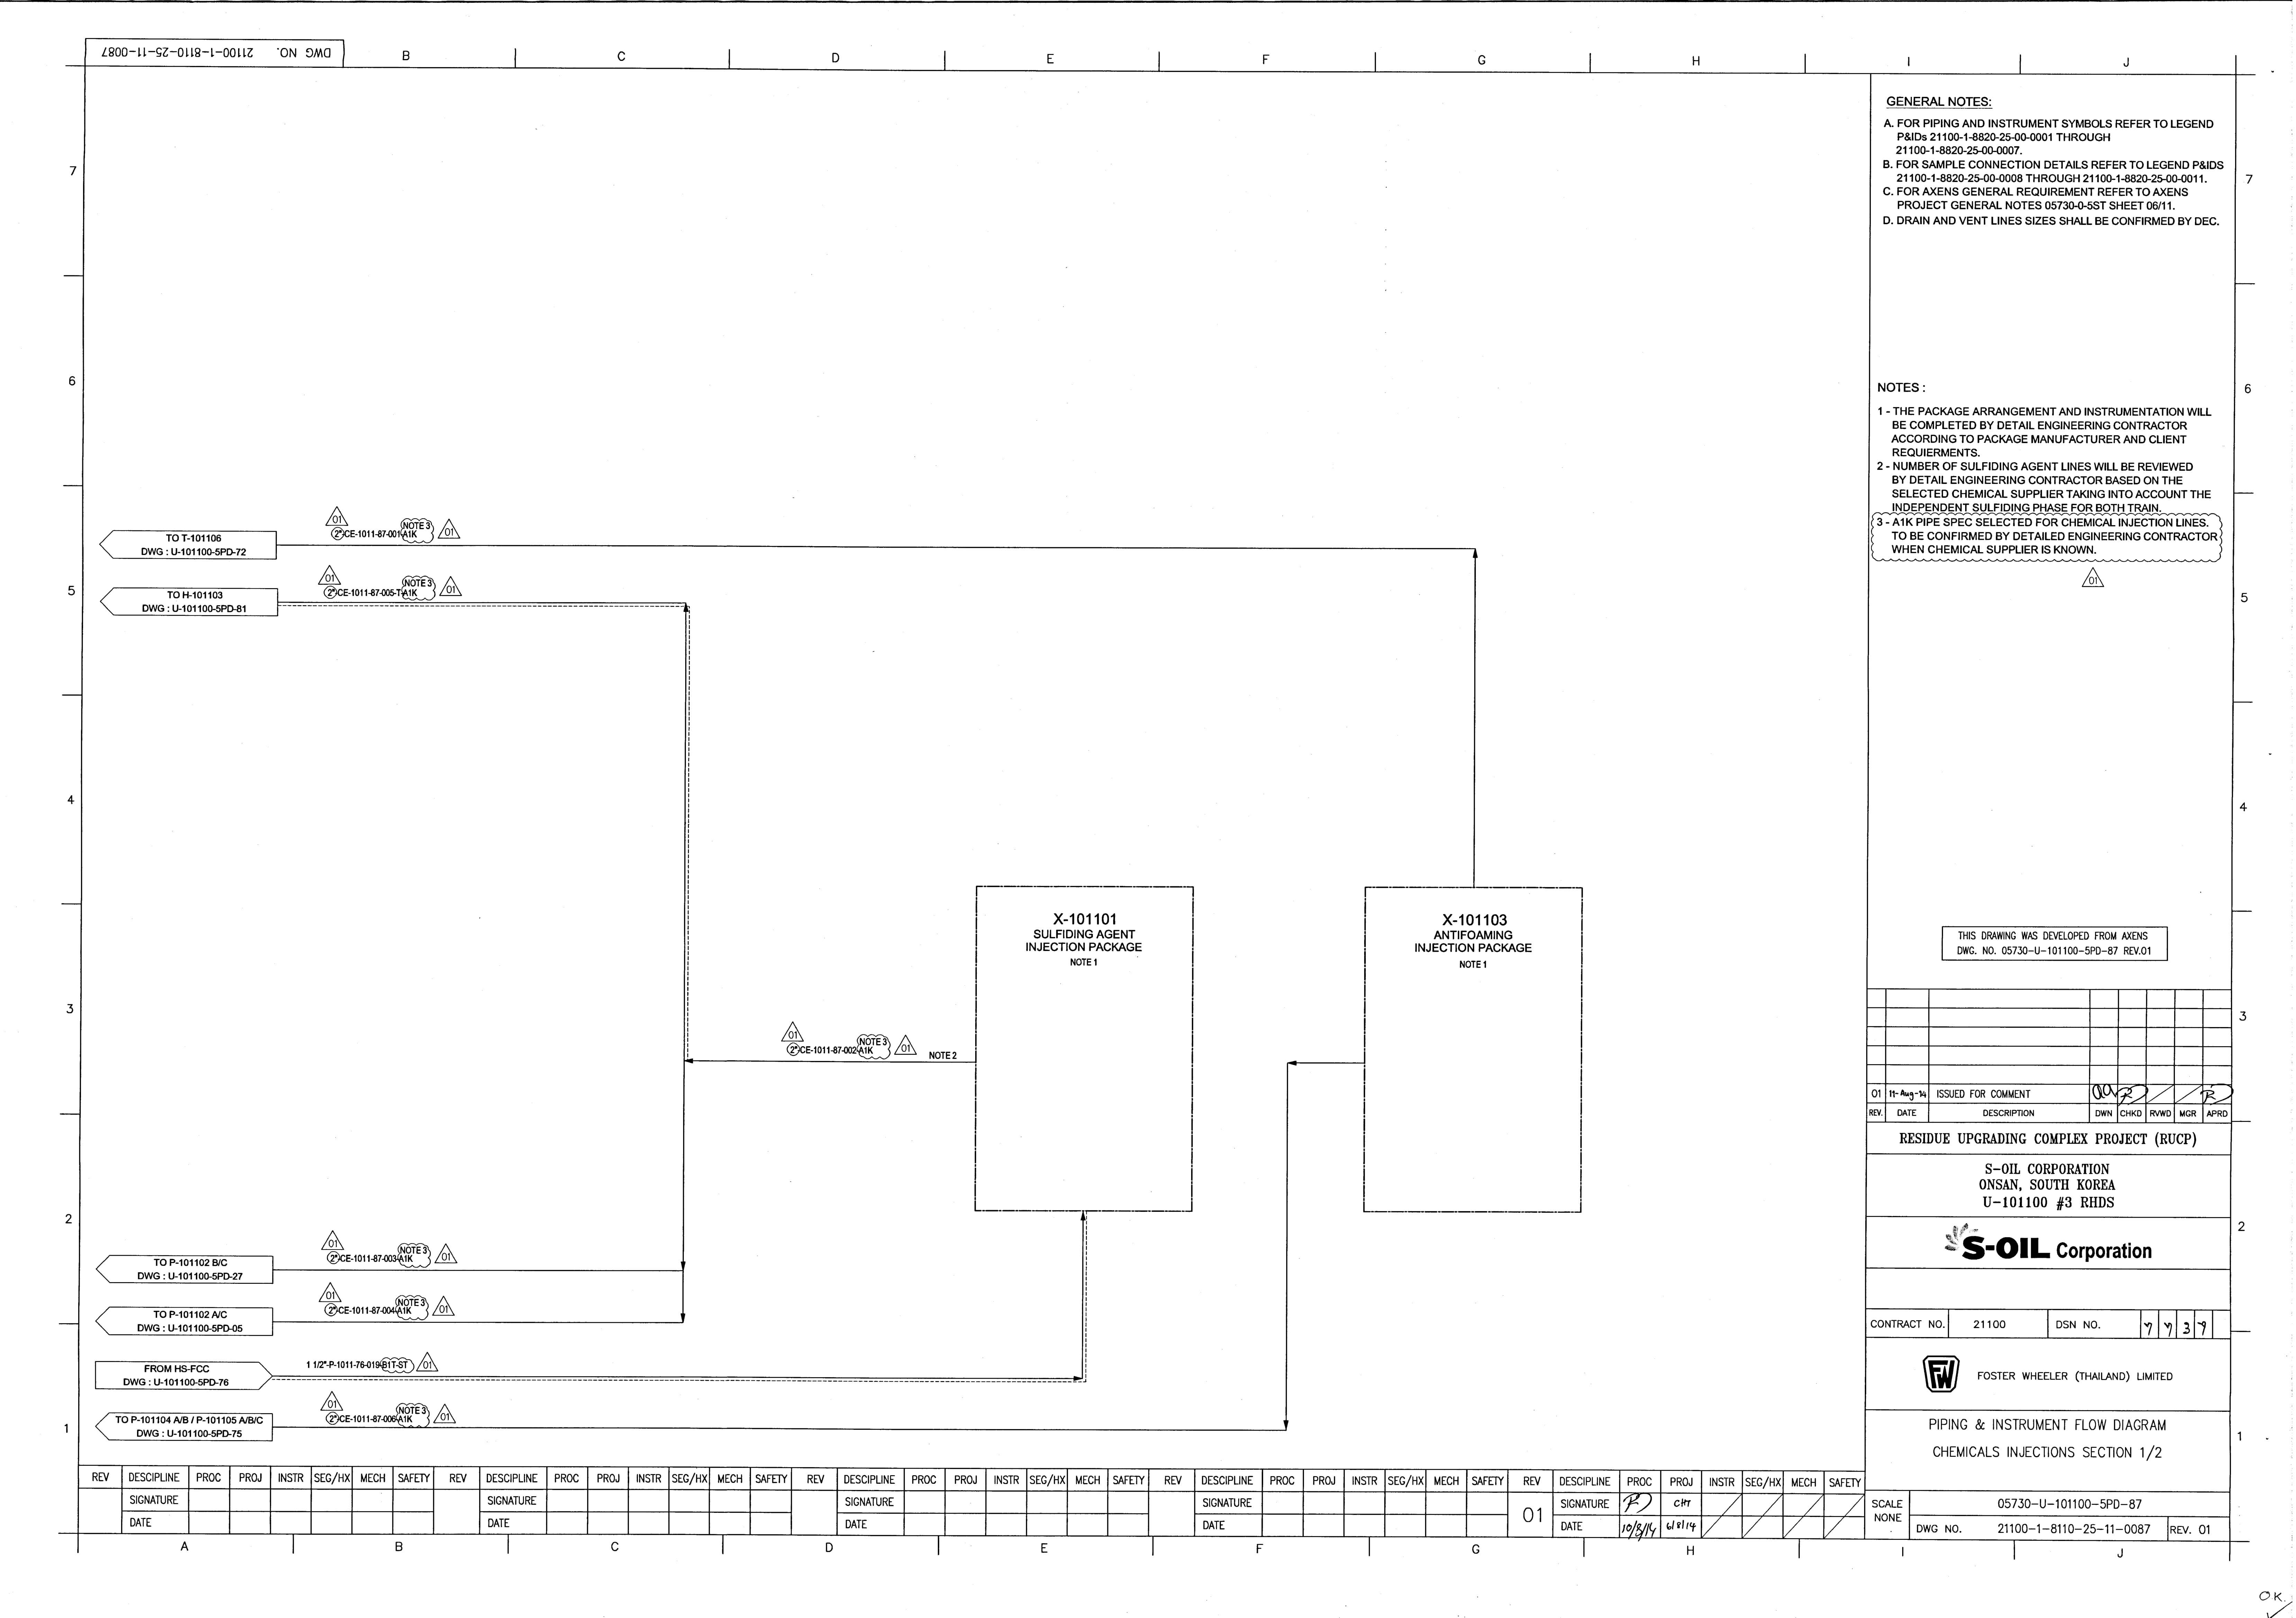 DWG NO. 21100-1-8110-25-11-0087
B
C
D
E
F
G
H
I
J
7
6
5
4
3
2
1
GENERAL NOTES:
A. FOR PIPING AND INSTRUMENT SYMBOLS REFER TO LEGEND
P&IDs 21100-1-8820-25-00-0001 THROUGH
21100-1-8820-25-00-0007.
B. FOR SAMPLE CONNECTION DETAILS REFER TO LEGEND P&IDS
21100-1-8820-25-00-0008 THROUGH 21100-1-8820-25-00-0011.
C. FOR AXENS GENERAL REQUIREMENT REFER TO AXENS
PROJECT GENERAL NOTES 05730-0-5ST SHEET 06/11.
D. DRAIN AND VENT LINES SIZES SHALL BE CONFIRMED BY DEC.
7
6
5
4
3
2
1
NOTES :
1 - THE PACKAGE ARRANGEMENT AND INSTRUMENTATION WILL
BE COMPLETED BY DETAIL ENGINEERING CONTRACTOR
ACCORDING TO PACKAGE MANUFACTURER AND CLIENT
REQUIERMENTS.
2 - NUMBER OF SULFIDING AGENT LINES WILL BE REVIEWED
BY DETAIL ENGINEERING CONTRACTOR BASED ON THE
SELECTED CHEMICAL SUPPLIER TAKING INTO ACCOUNT THE
INDEPENDENT SULFIDING PHASE FOR BOTH TRAIN.
3 - A1K PIPE SPEC SELECTED FOR CHEMICAL INJECTION LINES.
TO BE CONFIRMED BY DETAILED ENGINEERING CONTRACTOR
WHEN CHEMICAL SUPPLIER IS KNOWN.
01
TO T-101106
DWG : U-101100-5PD-72
01
NOTE 3
2"-CE-1011-87-001-A1K
01
TO H-101103
DWG : U-101100-5PD-81
01
NOTE 3
2"-CE-1011-87-005-T-A1K
01
X-101101
SULFIDING AGENT
INJECTION PACKAGE
NOTE 1
X-101103
ANTIFOAMING
INJECTION PACKAGE
NOTE 1
01
NOTE 3
2"-CE-1011-87-002-A1K
01
NOTE 2
TO P-101102 B/C
DWG : U-101100-5PD-27
01
NOTE 3
2"-CE-1011-87-003-A1K
01
TO P-101102 A/C
DWG : U-101100-5PD-05
01
NOTE 3
2"-CE-1011-87-004-A1K
01
FROM HS-FCC
DWG : U-101100-5PD-76
1 1/2"-P-1011-76-019-B1T-ST
01
TO P-101104 A/B / P-101105 A/B/C
DWG : U-101100-5PD-75
01
NOTE 3
2"-CE-1011-87-006-A1K
01
THIS DRAWING WAS DEVELOPED FROM AXENS
DWG. NO. 05730-U-101100-5PD-87 REV.01
01 11-Aug-14 ISSUED FOR COMMENT
REV. DATE DESCRIPTION DWN CHKD RVWD MGR APRD
RESIDUE UPGRADING COMPLEX PROJECT (RUCP)
S-OIL CORPORATION
ONSAN, SOUTH KOREA
U-101100 #3 RHDS
S-OIL Corporation
CONTRACT NO. 21100 DSN NO. 7 7 3 7
FW FOSTER WHEELER (THAILAND) LIMITED
PIPING & INSTRUMENT FLOW DIAGRAM
CHEMICALS INJECTIONS SECTION 1/2
SCALE NONE
05730-U-101100-5PD-87
DWG NO. 21100-1-8110-25-11-0087 REV. 01
REV DESCIPLINE PROC PROJ INSTR SEG/HX MECH SAFETY REV DESCIPLINE PROC PROJ INSTR SEG/HX MECH SAFETY REV DESCIPLINE PROC PROJ INSTR SEG/HX MECH SAFETY REV DESCIPLINE PROC PROJ INSTR SEG/HX MECH SAFETY REV DESCIPLINE PROC PROJ INSTR SEG/HX MECH SAFETY
SIGNATURE SIGNATURE SIGNATURE SIGNATURE 01 SIGNATURE CHT
DATE DATE DATE DATE DATE 10/8/14 6/8/14
A
B
C
D
E
F
G
H
I
J
OK